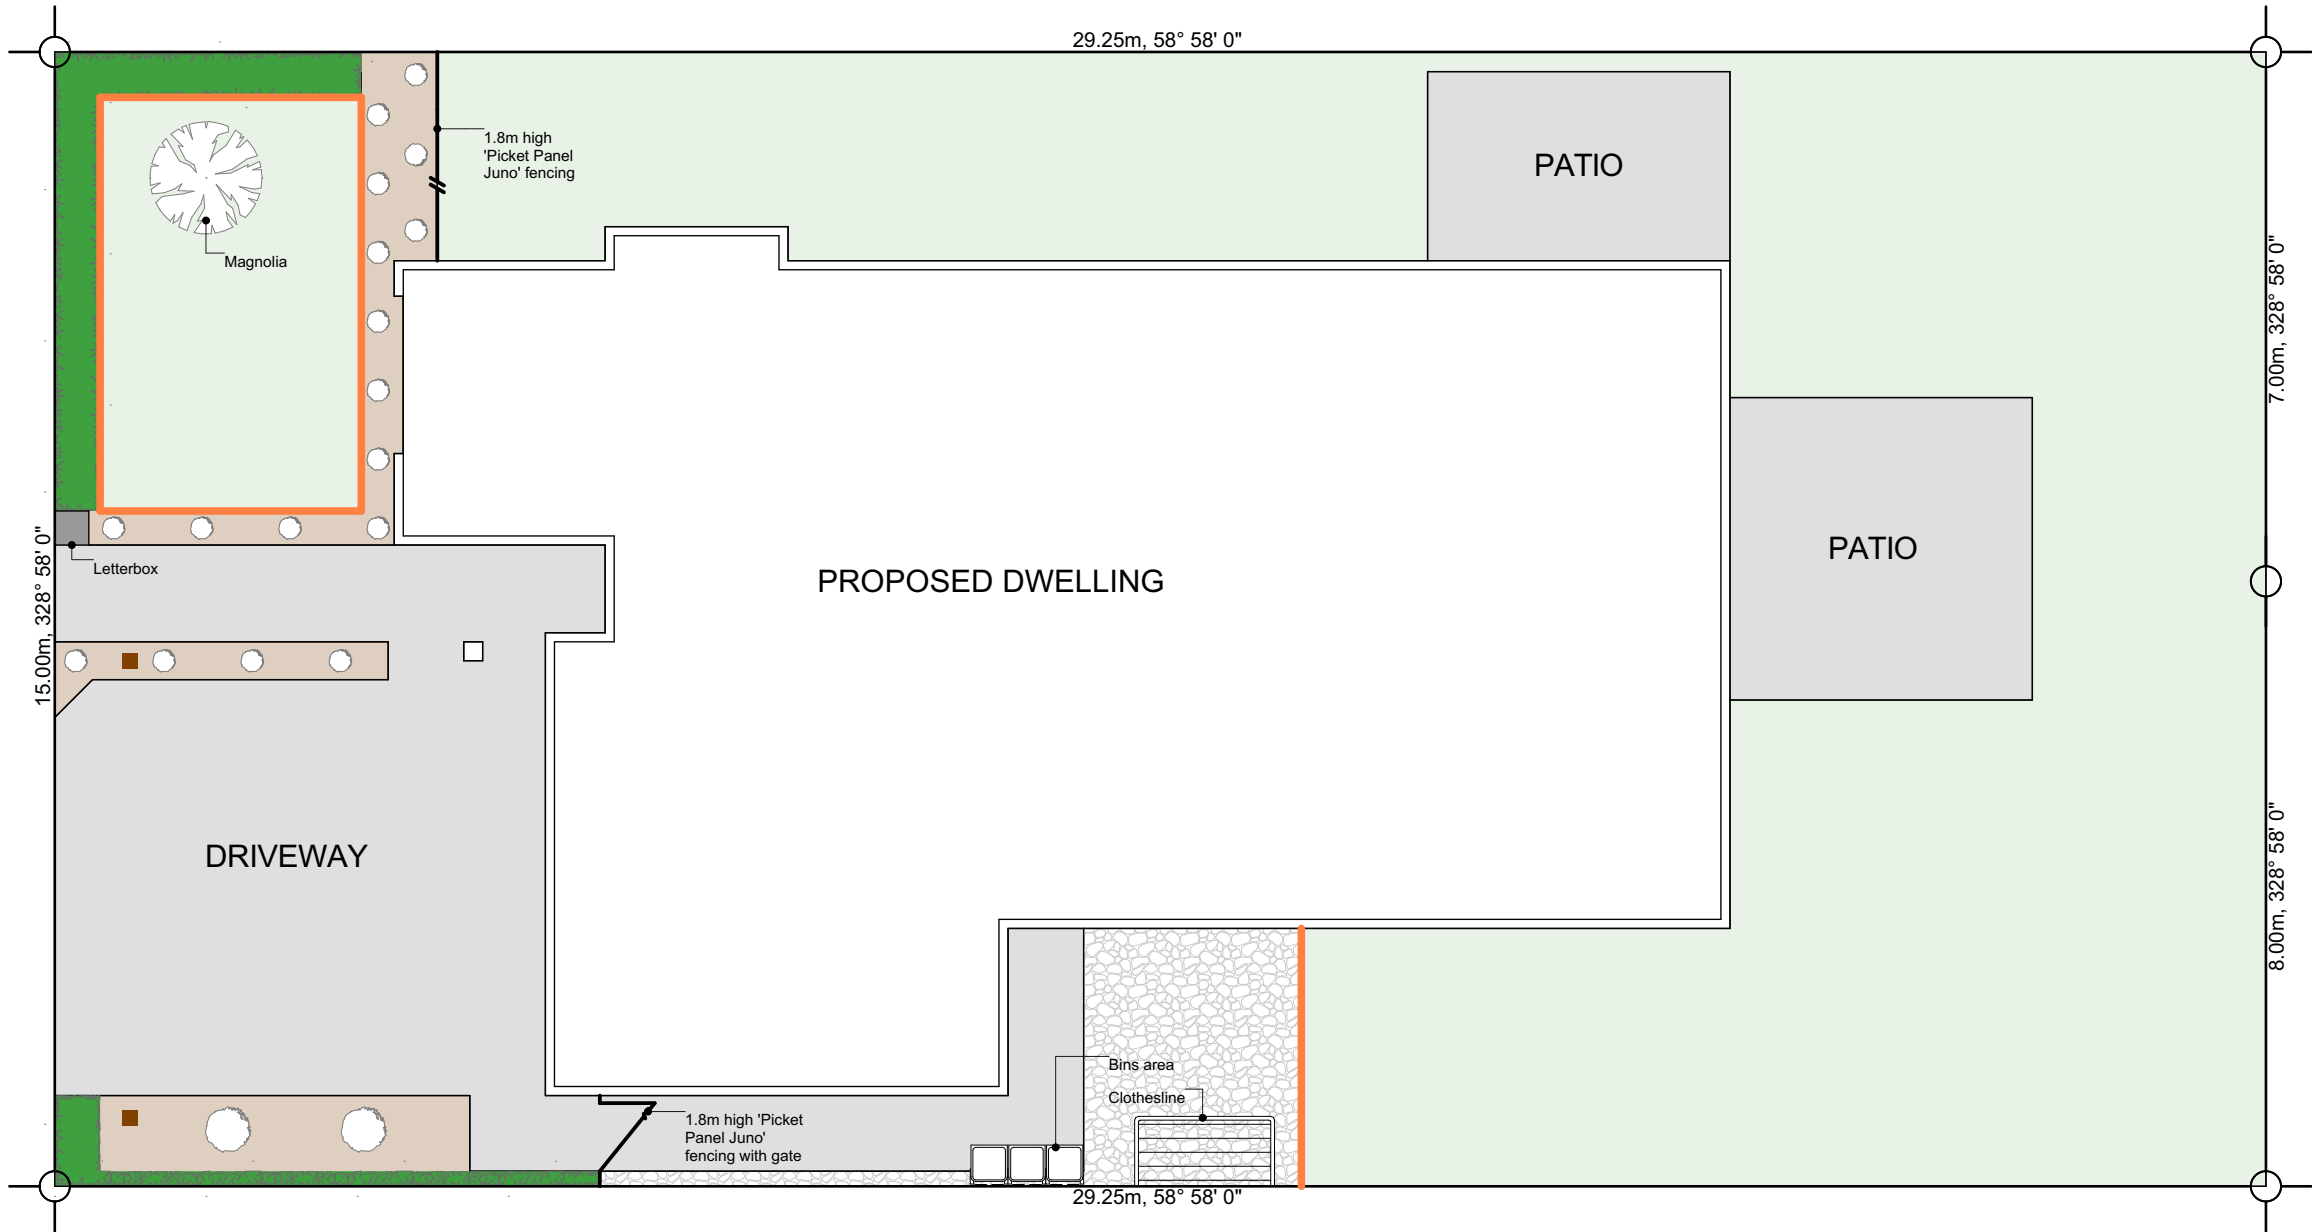 29.25m, 58° 58' 0"
1.8m high
'Picket Panel
Juno' fencing
PATIO
Magnolia
7.00m, 328° 58' 0"
Letterbox
PROPOSED DWELLING
PATIO
15.00m, 328° 58' 0"
DRIVEWAY
8.00m, 328° 58' 0"
Bins area
Clothesline
1.8m high 'Picket
Panel Juno'
fencing with gate
29.25m, 58° 58' 0"